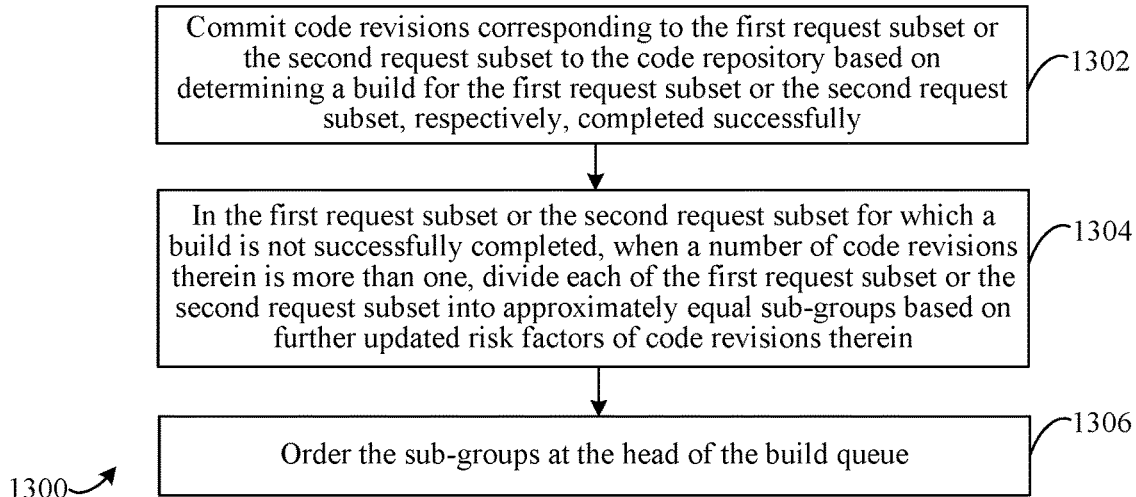 Commit code revisions corresponding to the first request subset or
the second request subset to the code repository based on
determining a build for the first request subset or the second request
subset, respectively, completed successfully
1302
In the first request subset or the second request subset for which a
build is not successfully completed, when a number of code revisions
therein is more than one, divide each of the first request subset or the
second request subset into approximately equal sub-groups based on
further updated risk factors of code revisions therein
1304
Order the sub-groups at the head of the build queue
1306
1300